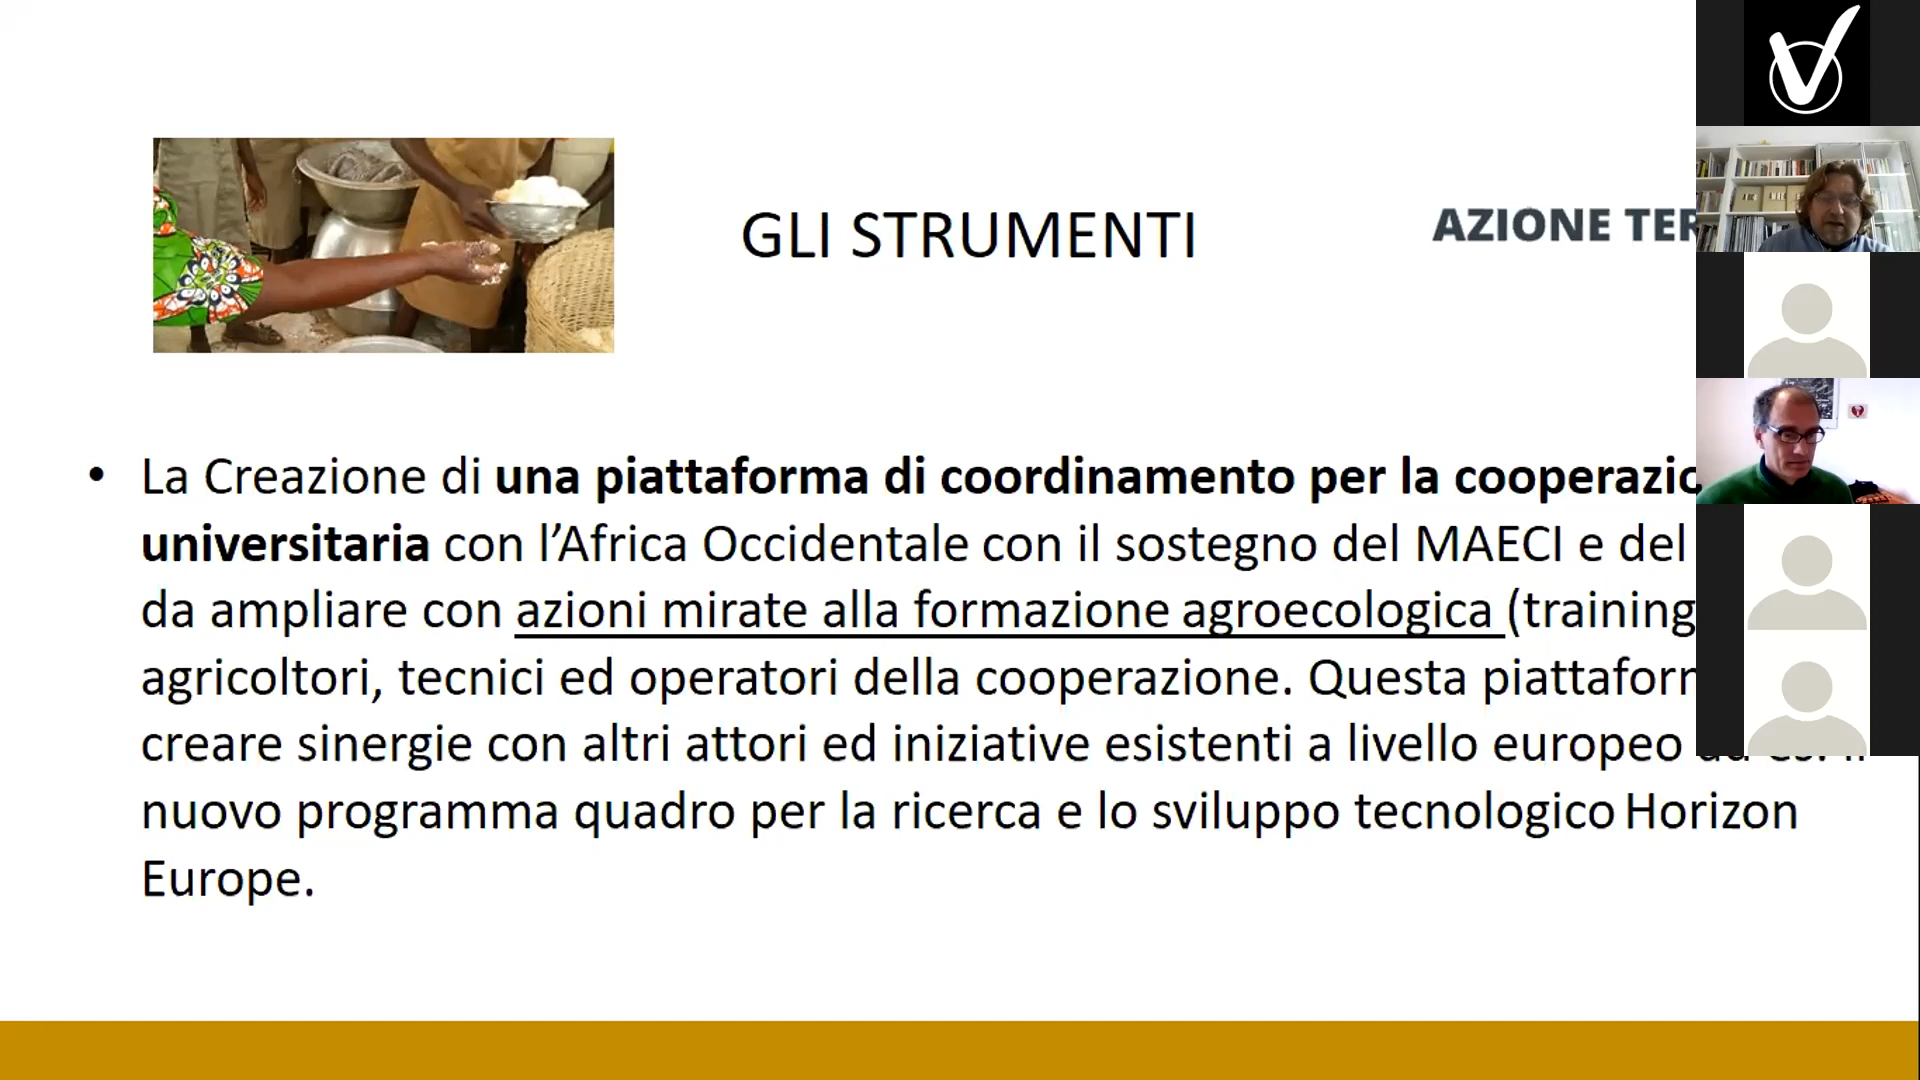 GLI STRUMENTI
AZIONE
• La Creazione di una piattaforma di coordinamento per la
universitaria con l’Africa Occidentale con il sostegno del MAECI e del
da ampliare con azioni mirate alla formazione agroecologica (training
agricoltori, tecnici ed operatori della cooperazione. Questa
creare sinergie con altri attori ed iniziative esistenti a livello europeo
nuovo programma quadro per la ricerca e lo sviluppo tecnologico Horizon
Europe.